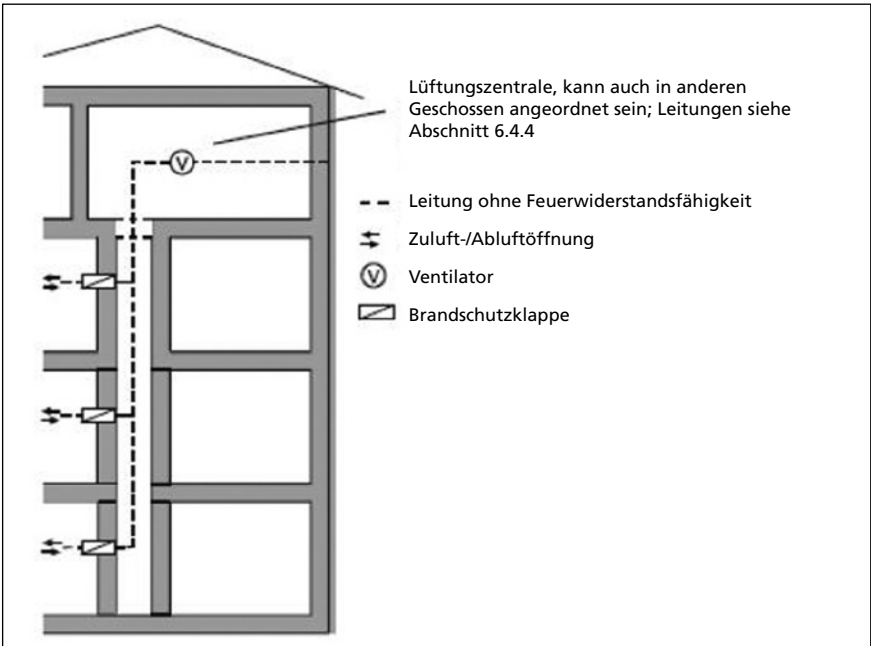 Lüftungszentrale, kann auch in anderen
Geschossen angeordnet sein; Leitungen siehe
Abschnitt 6.4.4
V
Leitung ohne Feuerwiderstandsfähigkeit
Zuluft-/Abluftöffnung
V Ventilator
Brandschutzklappe